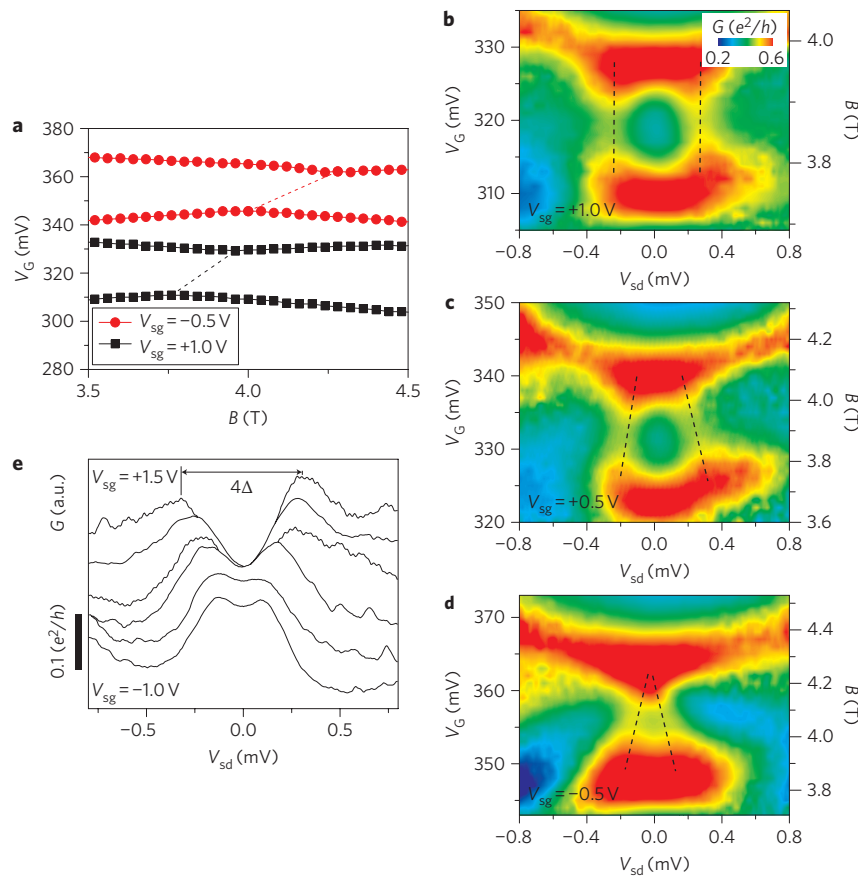 a
380
360
340
320
300
280
V_G (mV)
V_sg = −0.5 V
V_sg = +1.0 V
3.5
4.0
4.5
B (T)
b
G (e²/h)
0.2
0.6
330
320
310
V_G (mV)
4.0
3.8
B (T)
V_sg = +1.0 V
−0.8
−0.4
0.0
0.4
0.8
V_sd (mV)
c
350
340
330
320
V_G (mV)
4.2
4.0
3.8
3.6
B (T)
V_sg = +0.5 V
−0.8
−0.4
0.0
0.4
0.8
V_sd (mV)
d
370
360
350
V_G (mV)
4.4
4.2
4.0
3.8
B (T)
V_sg = −0.5 V
−0.8
−0.4
0.0
0.4
0.8
V_sd (mV)
e
V_sg = +1.5 V
4Δ
G (a.u.)
0.1 (e²/h)
V_sg = −1.0 V
−0.5
0.0
0.5
V_sd (mV)